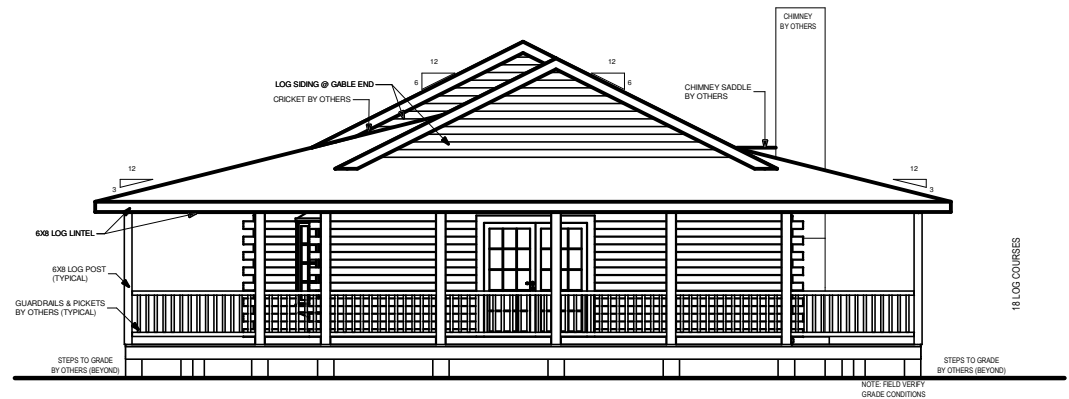 CHIMNEY
BY OTHERS
12
12
6
6
LOG SIDING @ GABLE END
CRICKET BY OTHERS
CHIMNEY SADDLE
BY OTHERS
12
3
12
3
6X8 LOG LINTEL
6X8 LOG POST
(TYPICAL)
GUARDRAILS & PICKETS
BY OTHERS (TYPICAL)
18 LOG COURSES
STEPS TO GRADE
BY OTHERS (BEYOND)
STEPS TO GRADE
BY OTHERS (BEYOND)
NOTE: FIELD VERIFY
GRADE CONDITIONS